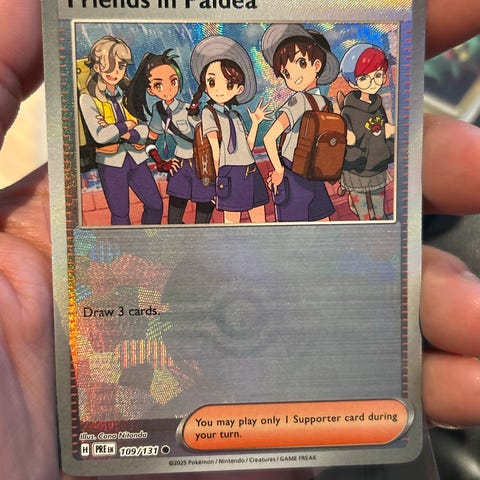 Friends in Paldea
Draw 3 cards.
You may play only 1 Supporter card during
your turn.
Illus. Cona Nitanda
H PRE EN 109/131
©2025 Pokémon / Nintendo / Creatures / GAME FREAK